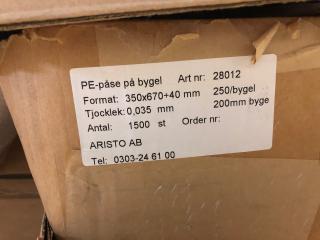 PE-påse på bygel Art nr: 28012
Format: 350x670+40 mm 250/bygel
Tjocklek: 0,035 mm 200mm byge
Antal: 1500 st Order nr:
ARISTO AB
Tel: 0303-24 61 00